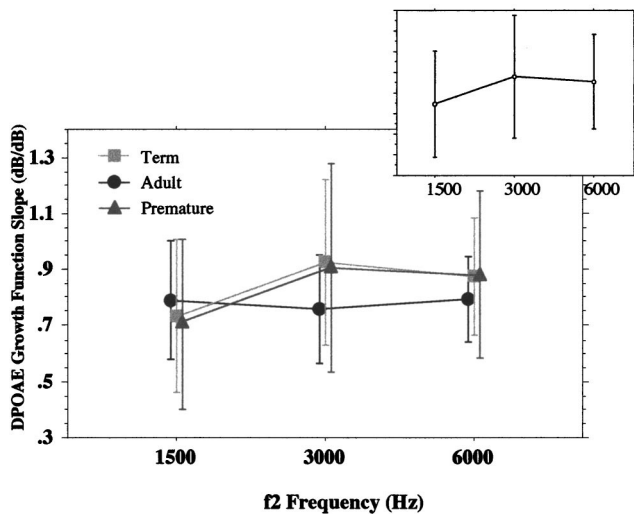 1500 3000 6000
DPOAE Growth Function Slope (dB/dB)
1.3
1.1
.9
.7
.5
.3
Term
Adult
Premature
1500 3000 6000
f2 Frequency (Hz)